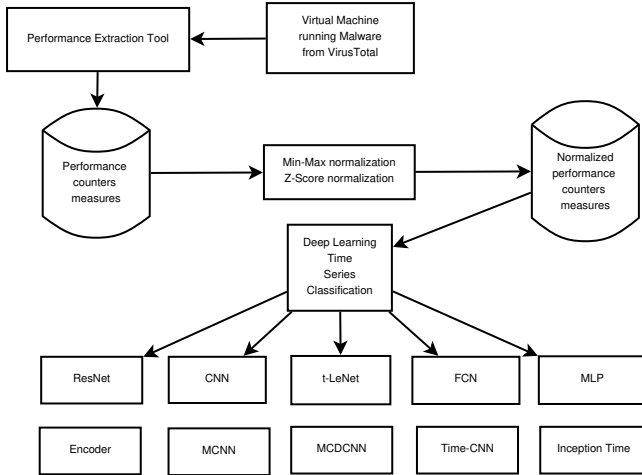 Performance Extraction Tool
Virtual Machine
running Malware
from VirusTotal
Performance
counters
measures
Min-Max normalization
Z-Score normalization
Normalized
performance
counters
measures
Deep Learning
Time
Series
Classification
ResNet
CNN
t-LeNet
FCN
MLP
Encoder
MCNN
MCDCNN
Time-CNN
Inception Time